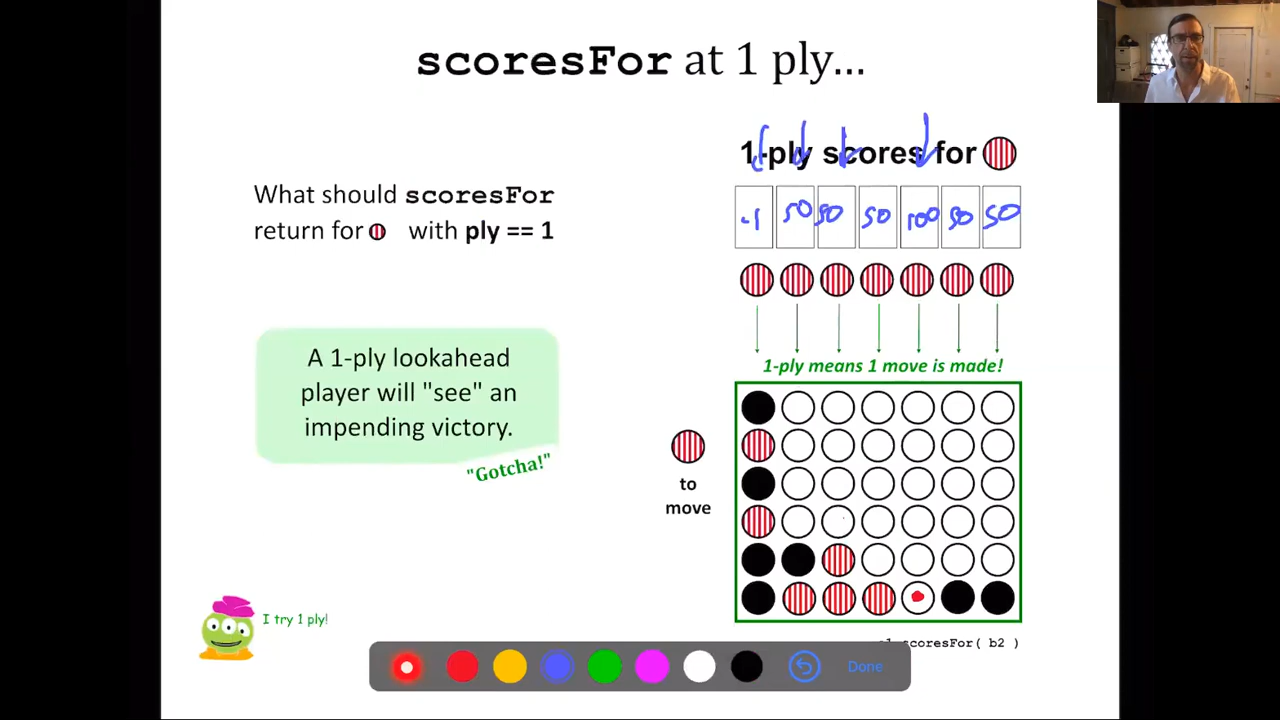 scoresFor at 1 ply...
1-ply scores for
What should scoresFor
return for with ply == 1
-1 50 50 50 100 50 50
A 1-ply lookahead
player will "see" an
impending victory.
"Gotcha!"
1-ply means 1 move is made!
to
move
I try 1 ply!
scoresFor( b2 )
Done